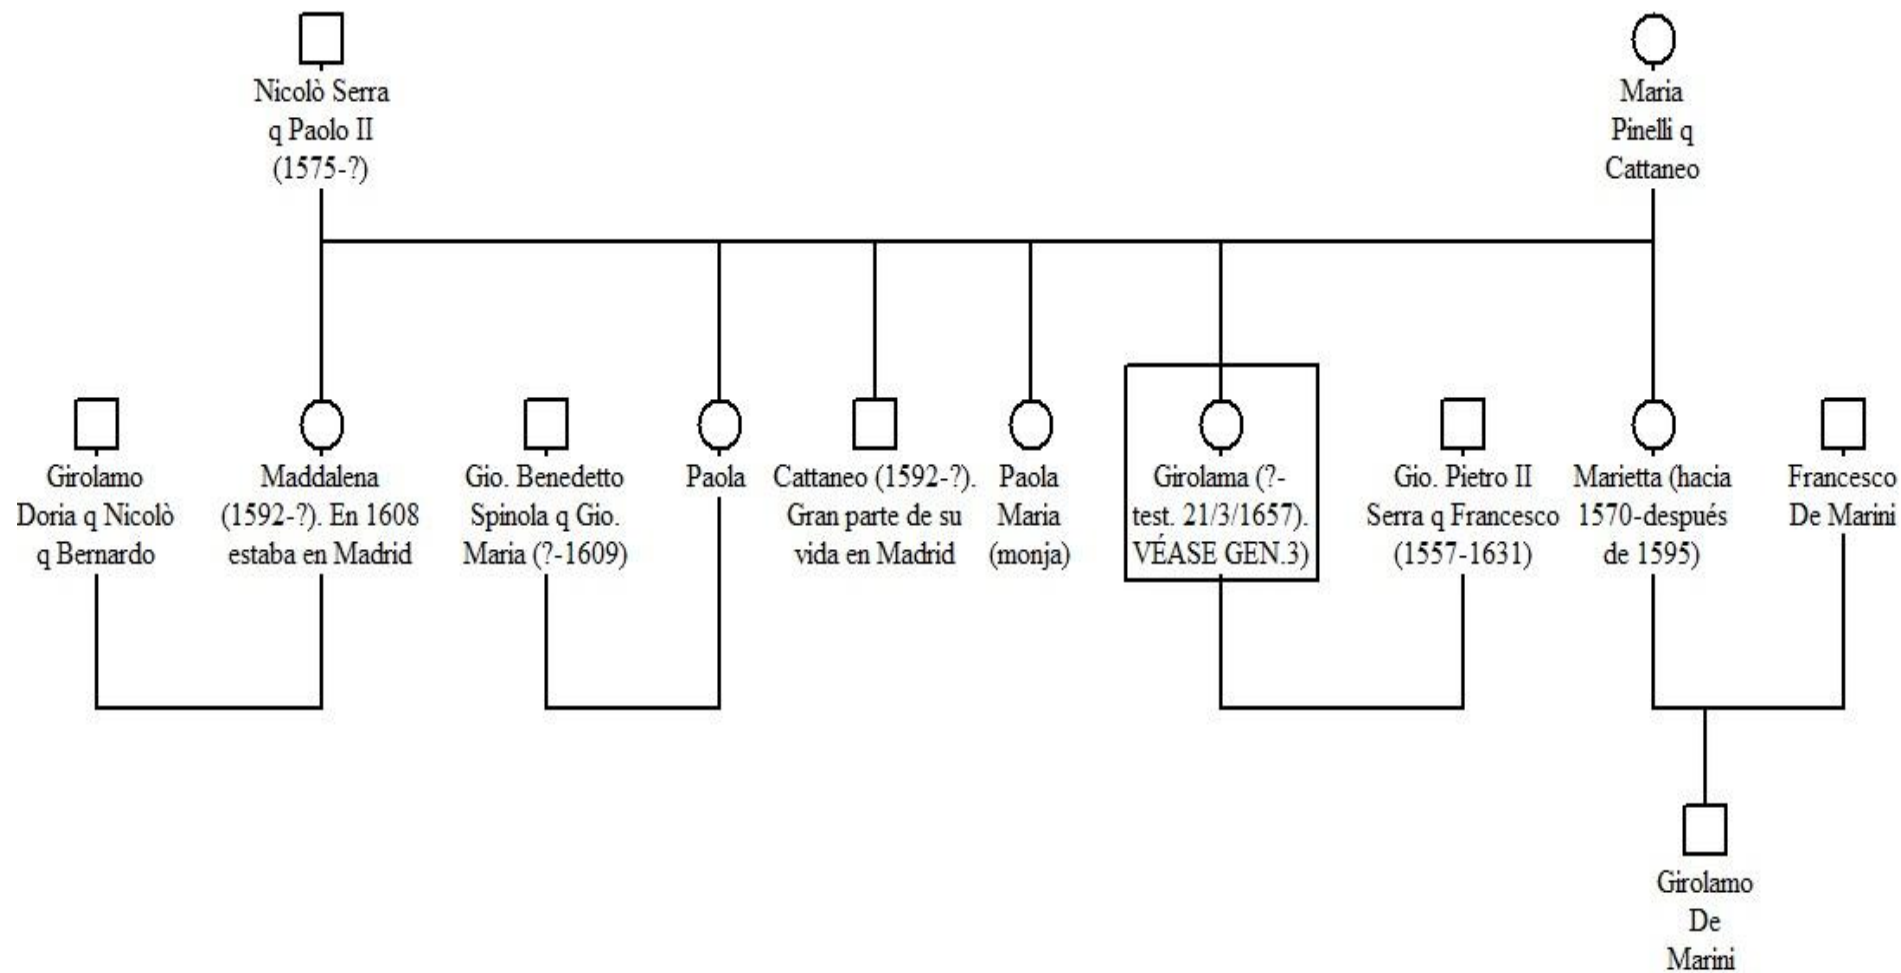 Nicolò Serra
q Paolo II
(1575-?)
Maria
Pinelli q
Cattaneo
Girolamo
Doria q Nicolò
q Bernardo
Maddalena
(1592-?). En 1608
estaba en Madrid
Gio. Benedetto
Spinola q Gio.
Maria (?-1609)
Paola
Cattaneo (1592-?).
Gran parte de su
vida en Madrid
Paola
Maria
(monja)
Girolama (?-
test. 21/3/1657).
VÉASE GEN.3)
Gio. Pietro II
Serra q Francesco
(1557-1631)
Marietta (hacia
1570-después
de 1595)
Francesco
De Marini
Girolamo
De
Marini